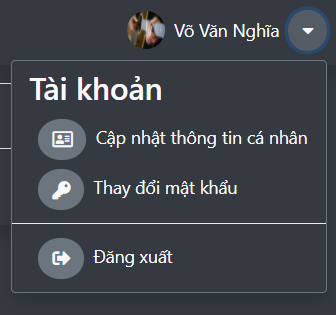 Võ Văn Nghĩa
Tài khoản
Cập nhật thông tin cá nhân
Thay đổi mật khẩu
Đăng xuất